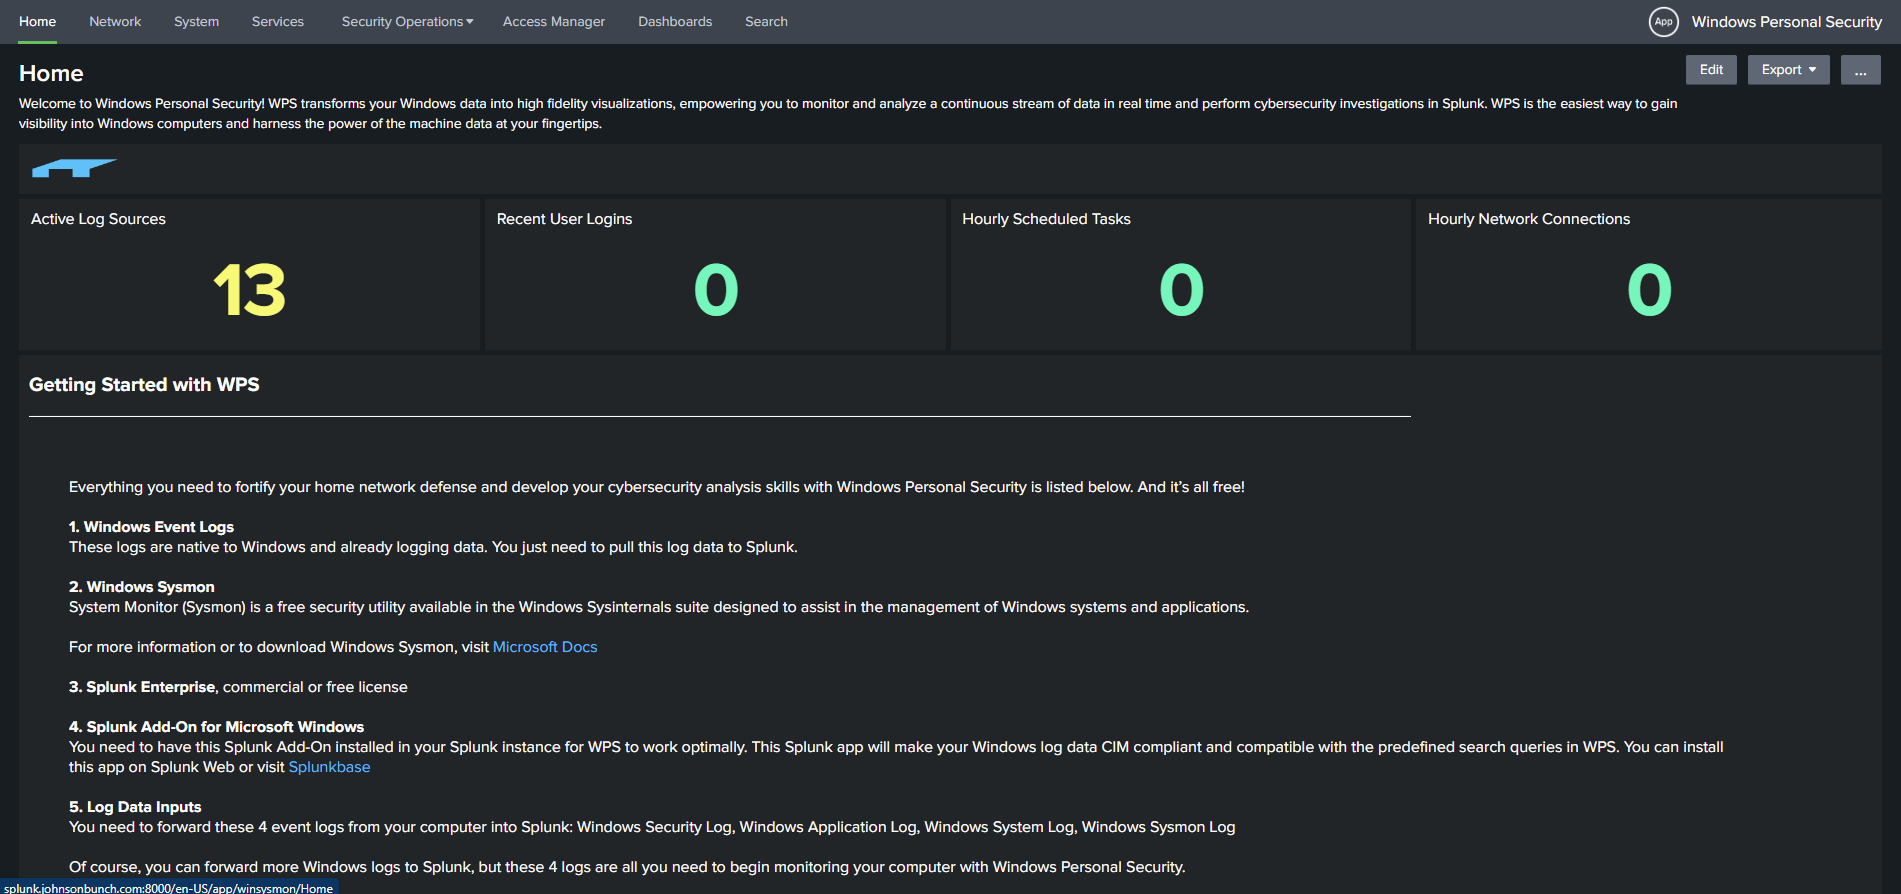 Home Network System Services Security Operations Access Manager Dashboards Search App Windows Personal Security
Home Edit Export ...
Welcome to Windows Personal Security! WPS transforms your Windows data into high fidelity visualizations, empowering you to monitor and analyze a continuous stream of data in real time and perform cybersecurity investigations in Splunk. WPS is the easiest way to gain
visibility into Windows computers and harness the power of the machine data at your fingertips.
Active Log Sources Recent User Logins Hourly Scheduled Tasks Hourly Network Connections
13 0 0 0
Getting Started with WPS
Everything you need to fortify your home network defense and develop your cybersecurity analysis skills with Windows Personal Security is listed below. And it’s all free!
1. Windows Event Logs
These logs are native to Windows and already logging data. You just need to pull this log data to Splunk.
2. Windows Sysmon
System Monitor (Sysmon) is a free security utility available in the Windows Sysinternals suite designed to assist in the management of Windows systems and applications.
For more information or to download Windows Sysmon, visit Microsoft Docs
3. Splunk Enterprise, commercial or free license
4. Splunk Add-On for Microsoft Windows
You need to have this Splunk Add-On installed in your Splunk instance for WPS to work optimally. This Splunk app will make your Windows log data CIM compliant and compatible with the predefined search queries in WPS. You can install
this app on Splunk Web or visit Splunkbase
5. Log Data Inputs
You need to forward these 4 event logs from your computer into Splunk: Windows Security Log, Windows Application Log, Windows System Log, Windows Sysmon Log
Of course, you can forward more Windows logs to Splunk, but these 4 logs are all you need to begin monitoring your computer with Windows Personal Security.
splunk.johnsonbunch.com:8000/en-US/app/winsysmon/Home